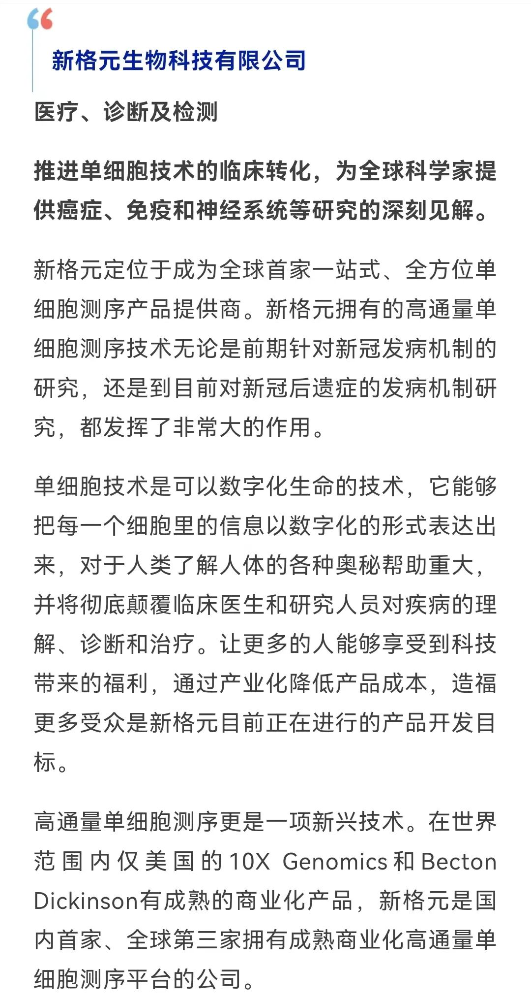 新格元生物科技有限公司
医疗、诊断及检测
推进单细胞技术的临床转化，为全球科学家提
供癌症、免疫和神经系统等研究的深刻见解。
新格元定位于成为全球首家一站式、全方位单
细胞测序产品提供商。新格元拥有的高通量单
细胞测序技术无论是前期针对新冠发病机制的
研究，还是到目前对新冠后遗症的发病机制研
究，都发挥了非常大的作用。
单细胞技术是可以数字化生命的技术，它能够
把每一个细胞里的信息以数字化的形式表达出
来，对于人类了解人体的各种奥秘帮助重大，
并将彻底颠覆临床医生和研究人员对疾病的理
解、诊断和治疗。让更多的人能够享受到科技
带来的福利，通过产业化降低产品成本，造福
更多受众是新格元目前正在进行的产品开发目
标。
高通量单细胞测序更是一项新兴技术。在世界
范围内仅美国的10X Genomics和Becton
Dickinson有成熟的商业化产品，新格元是国
内首家、全球第三家拥有成熟商业化高通量单
细胞测序平台的公司。